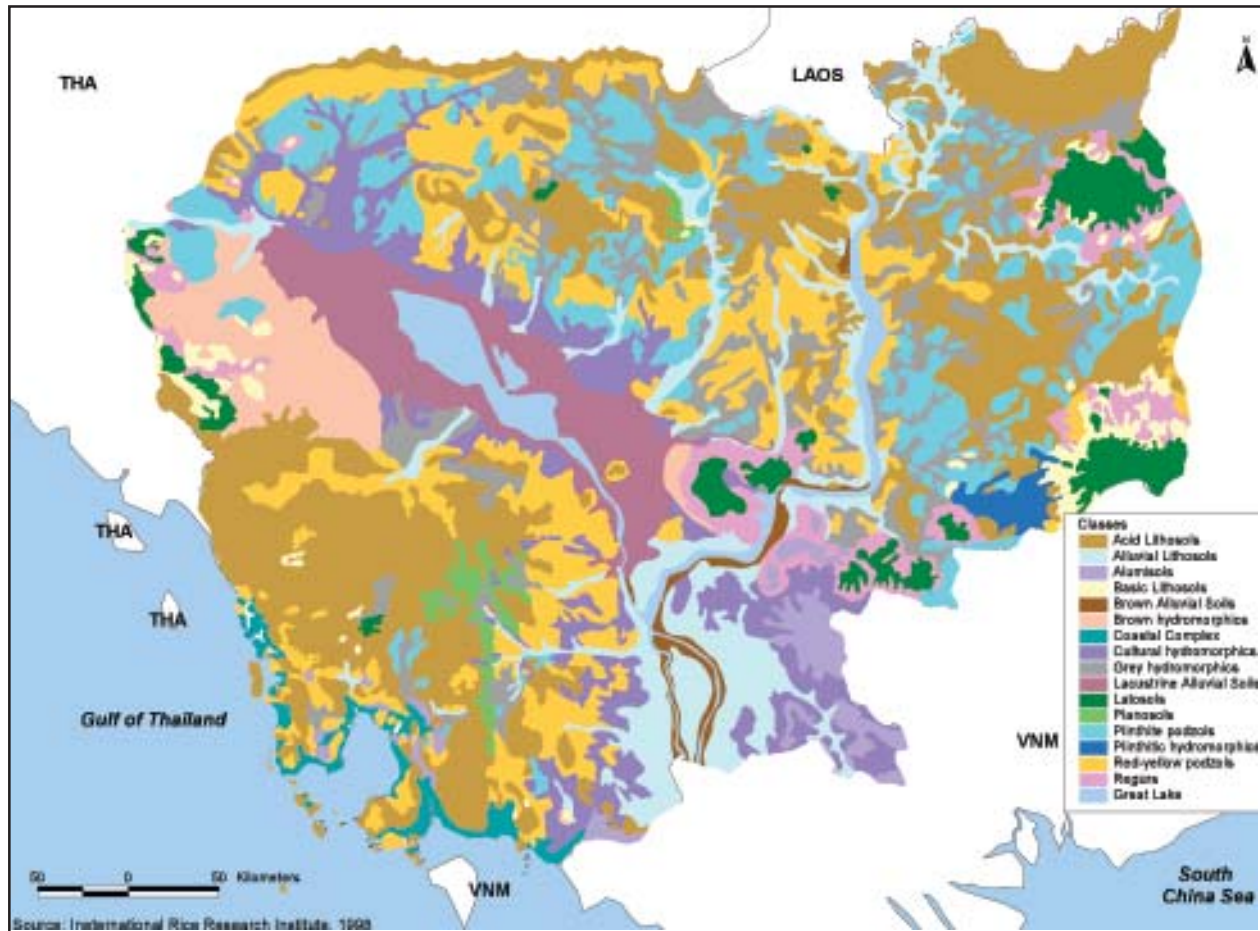 N
THA
LAOS
THA
THA
Gulf of Thailand
VNM
VNM
South
China Sea
Classes
Acid Lithosols
Alluvial Lithosols
Alumisols
Basic Lithosols
Brown Alluvial Soils
Brown hydromorphics
Coastal Complex
Cultural hydromorphics
Grey hydromorphics
Lacustrine Alluvial Soils
Latosols
Planosols
Plinthite podzols
Plinthitic hydromorphics
Red-yellow podzols
Regurs
Great Lake
50 0 50 Kilometers
Source: International Rice Research Institute, 1998